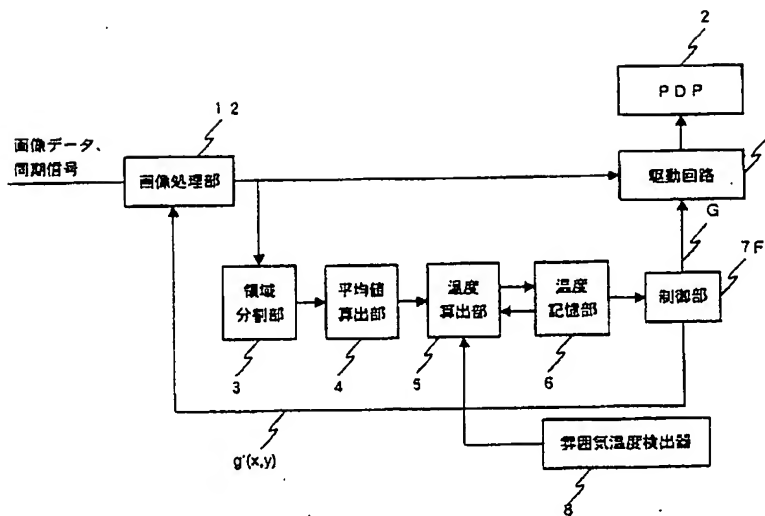 2
PDP
12
画像データ、
同期信号
画像処理部
駆動回路
G
7F
領域
分割部
平均値
算出部
温度
算出部
温度
記憶部
制御部
3
4
5
6
g'(x,y)
雰囲気温度検出器
8